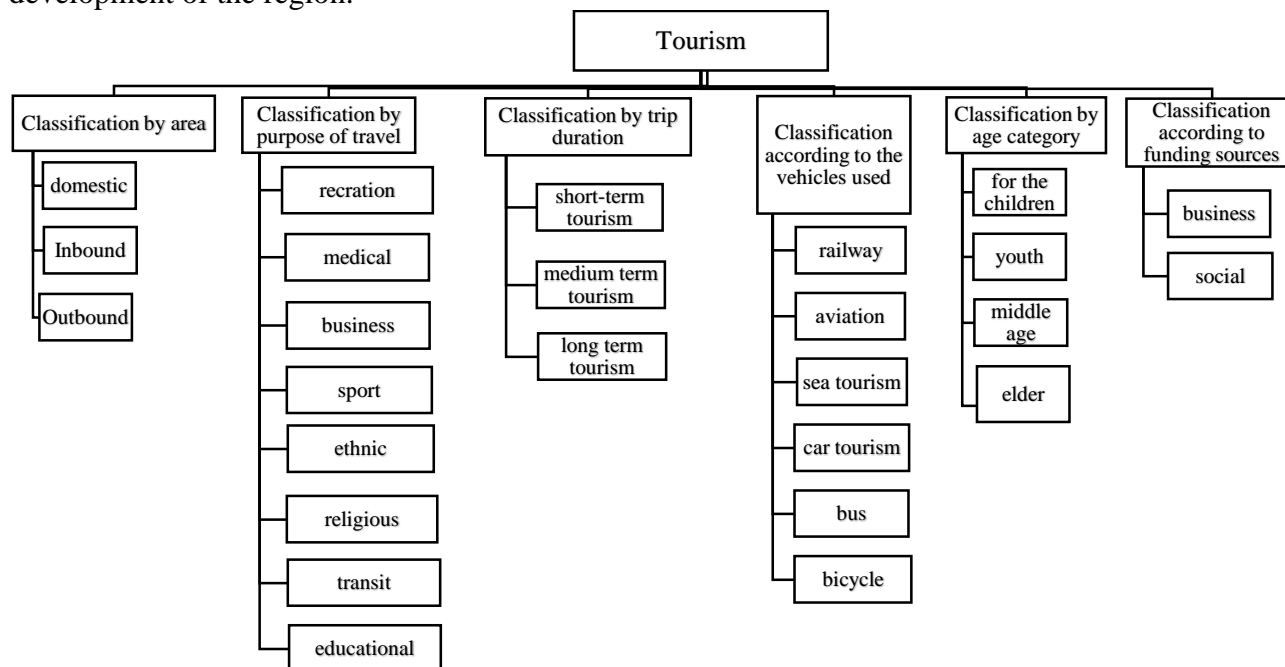 development of the region.
Tourism
Classification by area
domestic
Inbound
Outbound
Classification by
purpose of travel
recration
medical
business
sport
ethnic
religious
transit
educational
Classification by trip
duration
short-term
tourism
medium term
tourism
long term
tourism
Classification
according to the
vehicles used
railway
aviation
sea tourism
car tourism
bus
bicycle
Classification by
age category
for the
children
youth
middle
age
elder
Classification
according to
funding sources
business
social